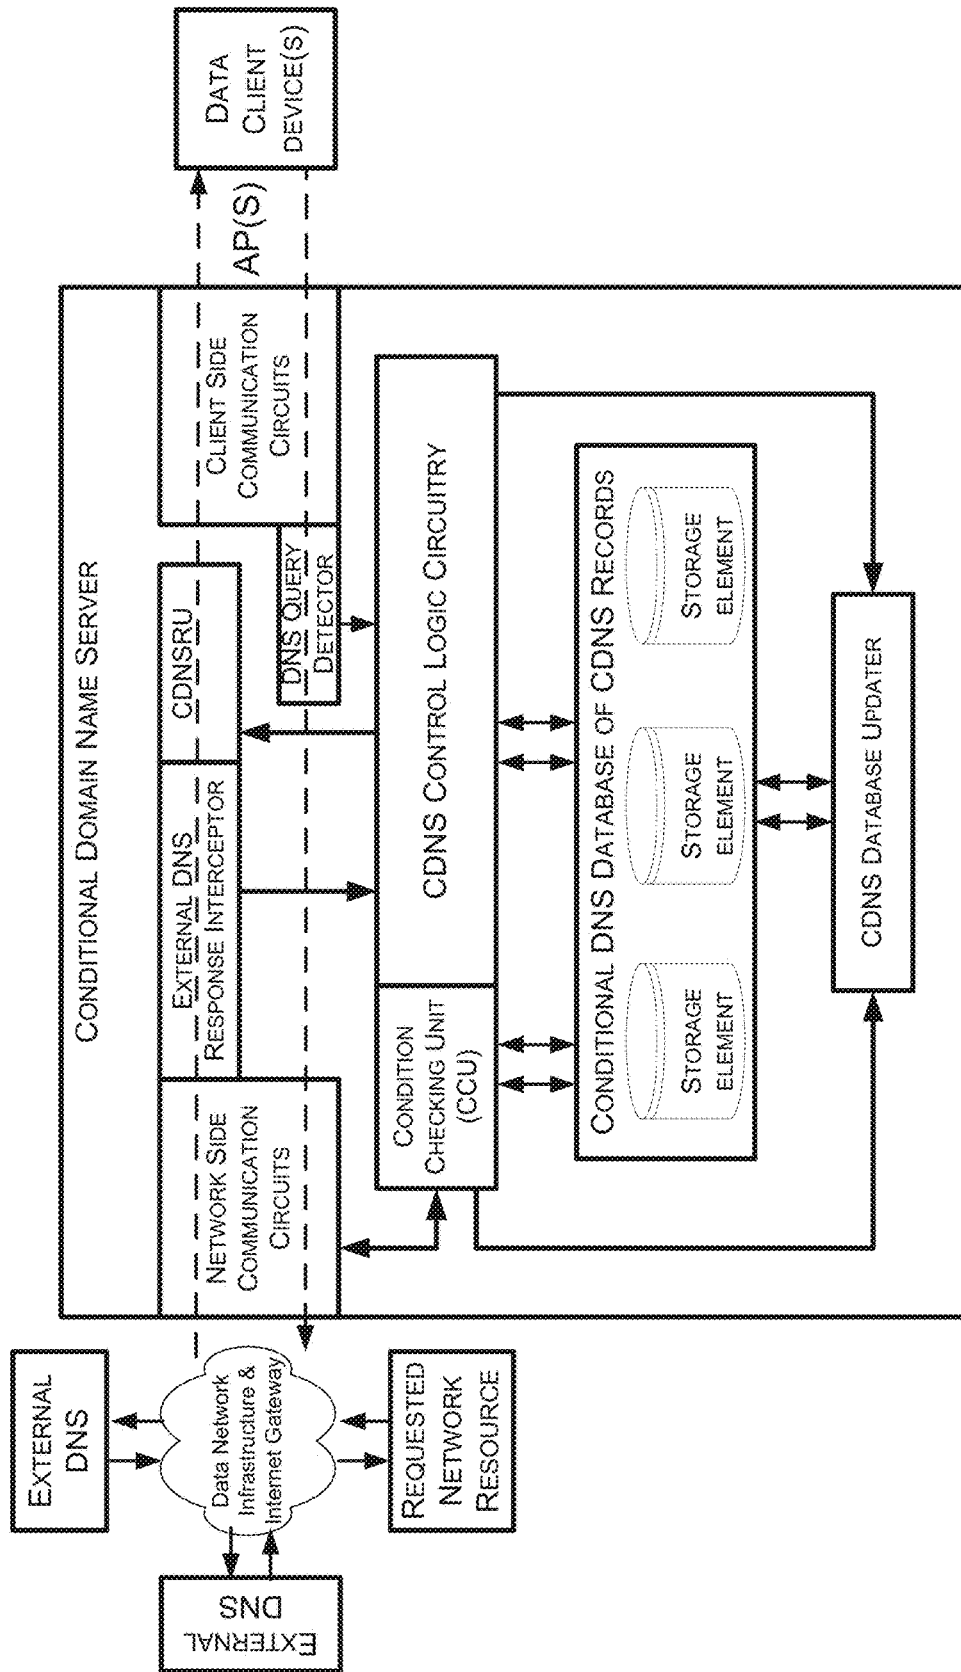 CONDITIONAL DOMAIN NAME SERVER
EXTERNAL
DNS
EXTERNAL
DNS
Data Network
Infrastructure &
Internet Gateway
REQUESTED
NETWORK
RESOURCE
NETWORK SIDE
COMMUNICATION
CIRCUITS
EXTERNAL DNS
RESPONSE INTERCEPTOR
CDNSRU
DNS QUERY
DETECTOR
CLIENT SIDE
COMMUNICATION
CIRCUITS
AP(S)
DATA
CLIENT
DEVICE(S)
CONDITION
CHECKING UNIT
(CCU)
CDNS CONTROL LOGIC CIRCUITRY
CONDITIONAL DNS DATABASE OF CDNS RECORDS
STORAGE
ELEMENT
STORAGE
ELEMENT
STORAGE
ELEMENT
CDNS DATABASE UPDATER